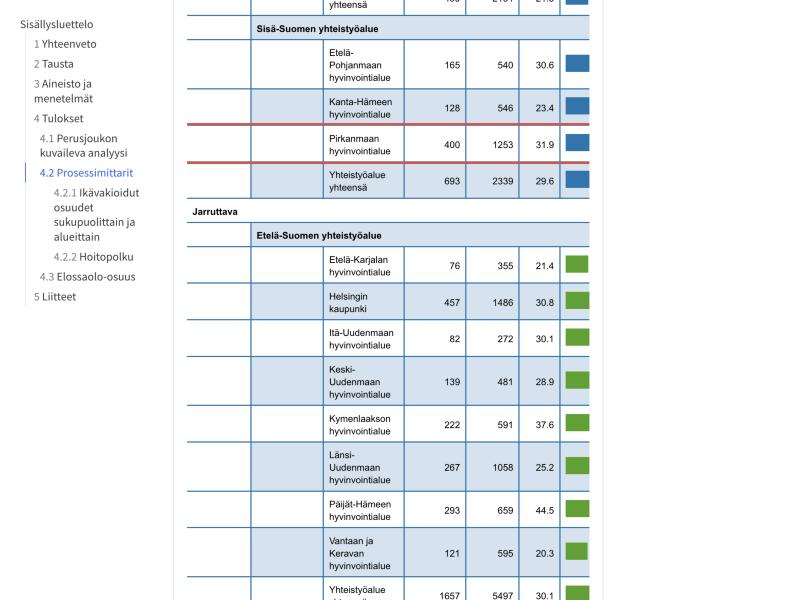 Sisällysluettelo
1 Yhteenveto
2 Tausta
3 Aineisto ja
menetelmät
4 Tulokset
4.1 Perusjoukon
kuvaileva analyysi
4.2 Prosessimittarit
4.2.1 Ikävakioidut
osuudet
sukupuolittain ja
alueittain
4.2.2 Hoitopolku
4.3 Elossaolo-osuus
5 Liitteet
yhteensä
Sisä-Suomen yhteistyöalue
Etelä-
Pohjanmaan
hyvinvointialue
165 540 30.6
Kanta-Hämeen
hyvinvointialue
128 546 23.4
Pirkanmaan
hyvinvointialue
400 1253 31.9
Yhteistyöalue
yhteensä
693 2339 29.6
Jarruttava
Etelä-Suomen yhteistyöalue
Etelä-Karjalan
hyvinvointialue
76 355 21.4
Helsingin
kaupunki
457 1486 30.8
Itä-Uudenmaan
hyvinvointialue
82 272 30.1
Keski-
Uudenmaan
hyvinvointialue
139 481 28.9
Kymenlaakson
hyvinvointialue
222 591 37.6
Länsi-
Uudenmaan
hyvinvointialue
267 1058 25.2
Päijät-Hämeen
hyvinvointialue
293 659 44.5
Vantaan ja
Keravan
hyvinvointialue
121 595 20.3
Yhteistyöalue
1657 5497 30.1